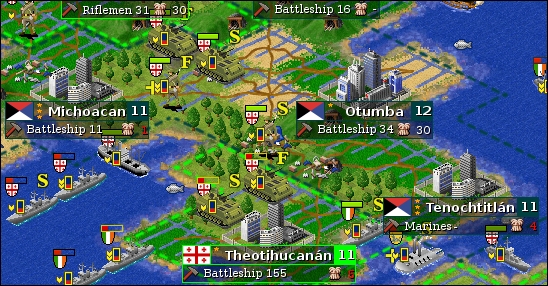 Riflemen 31 30
Battleship 16 -
S
F
S
Michoacan 11
Battleship 11
Otumba 12
Battleship 34 30
S
F
S
S
S
Tenochtitlán 11
Marines-
Theotihucanán 11
Battleship 155